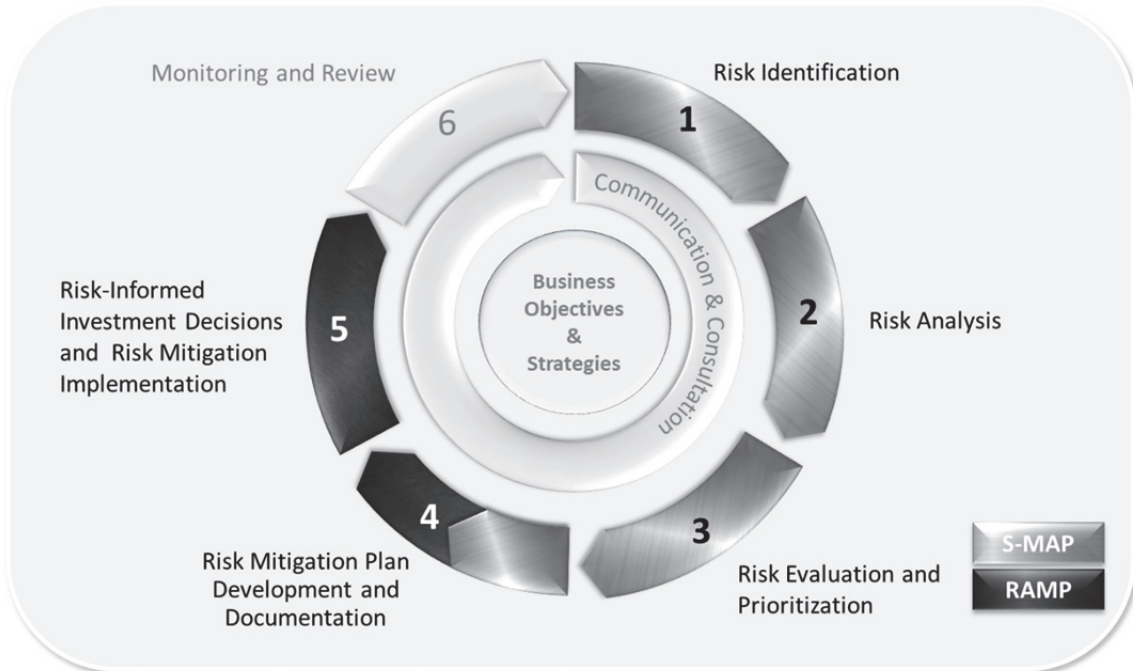 Monitoring and Review
6
Risk Identification
1
Communication & Consultation
Business
Objectives
&
Strategies
2
Risk Analysis
Risk-Informed
Investment Decisions
and Risk Mitigation
Implementation
5
4
Risk Mitigation Plan
Development and
Documentation
3
Risk Evaluation and
Prioritization
S-MAP
RAMP